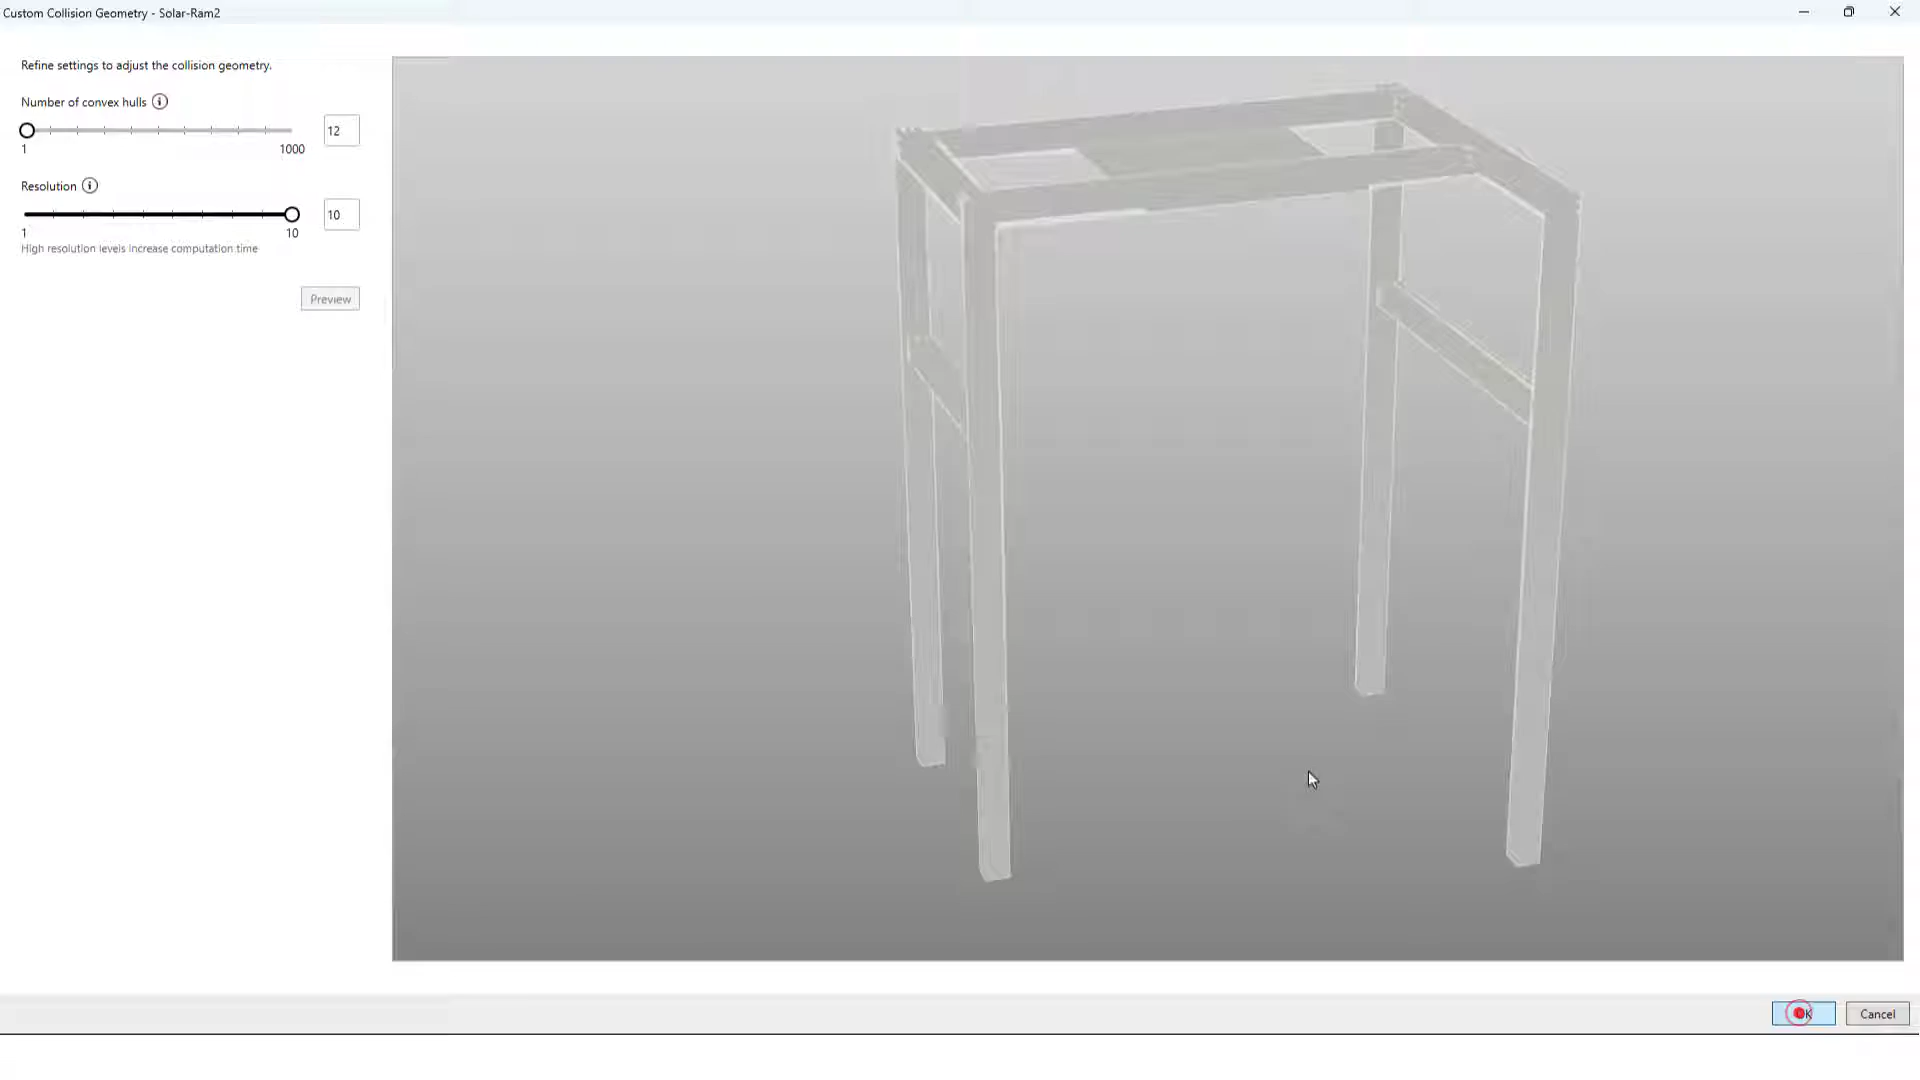 Custom Collision Geometry - Solar-Ram2
Refine settings to adjust the collision geometry.
Number of convex hulls
12
1 1000
Resolution
10
1 10
High resolution levels increase computation time
Preview
Cancel